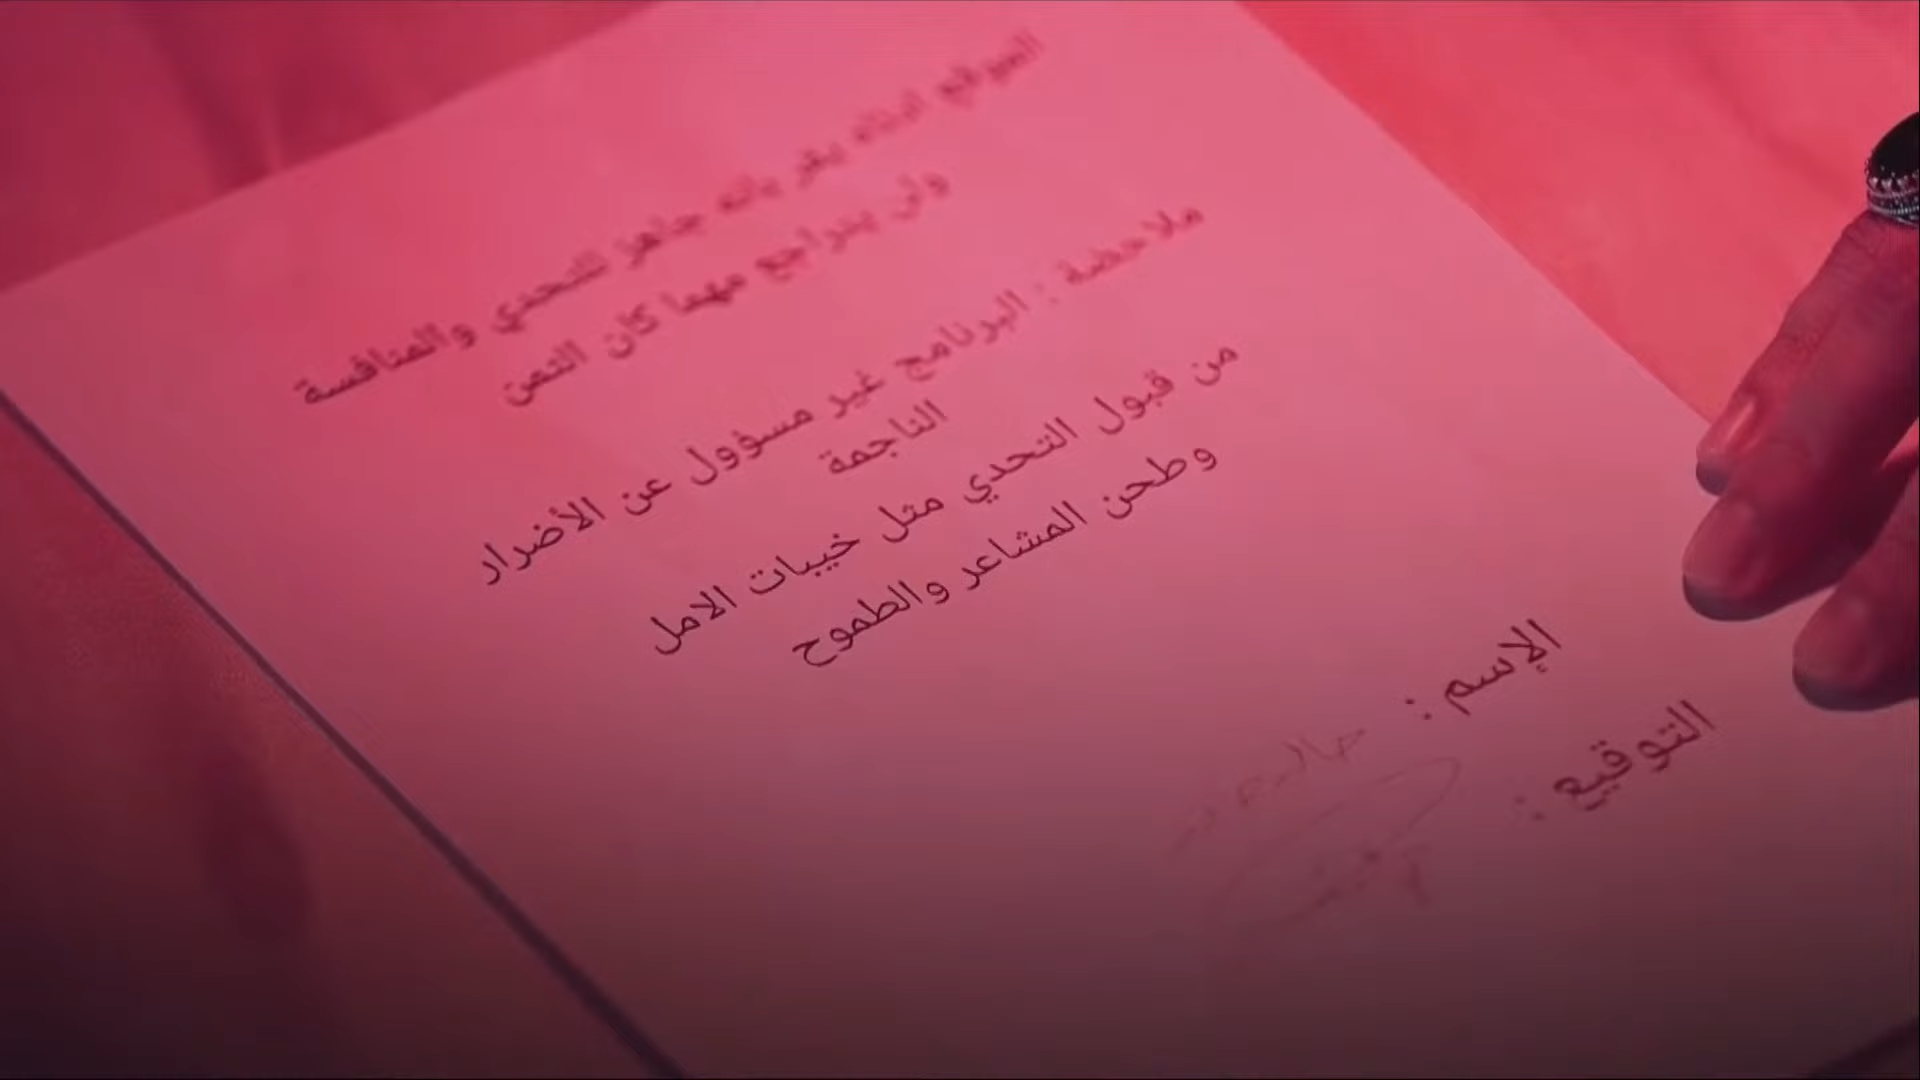 الموقع ادناه يقر بانه جاهز للتحدي والمنافسة
ولن يتراجع مهما كان الثمن
ملاحضة : البرنامج غير مسؤول عن الأضرار
الناجمة
من قبول التحدي مثل خيبات الامل
وطحن المشاعر والطموح
الإسم :
التوقيع :